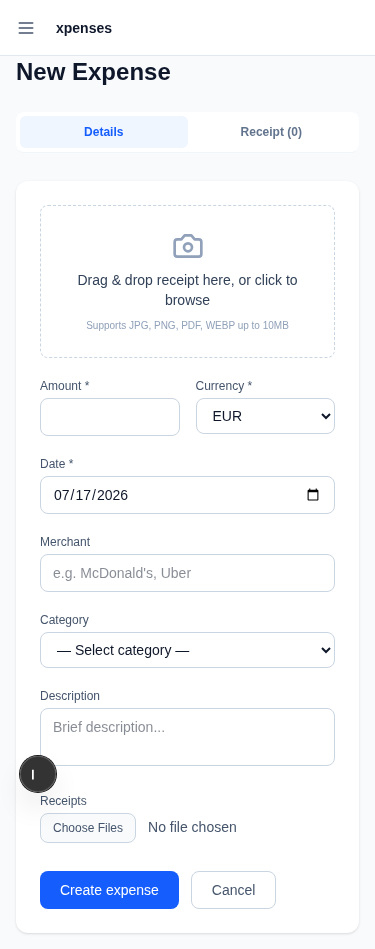 xpenses
New Expense
Details
Receipt (0)
Drag & drop receipt here, or click to
browse
Supports JPG, PNG, PDF, WEBP up to 10MB
Amount *
Currency *
EUR
Date *
07/17/2026
Merchant
e.g. McDonald's, Uber
Category
— Select category —
Description
Brief description...
Receipts
Choose Files
No file chosen
Create expense
Cancel